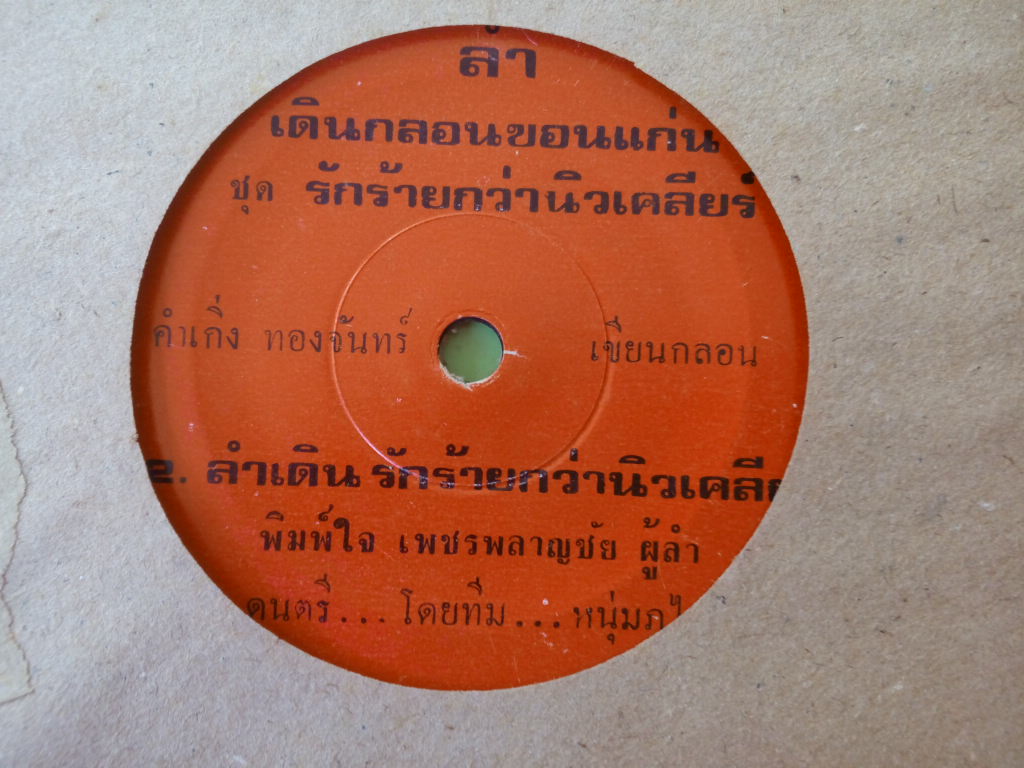 ลำ
เดินกลอนขอนแก่น
ชุด รักร้ายกว่านิวเคลียร์
คำเกิ่ง ทองจันทร์ เขียนกลอน
2. ลำเดิน รักร้ายกว่านิวเคลีย
พิมพ์ใจ เพชรพลาญชัย ผู้ลำ
ดนตรี... โดยทีม... หนุ่มภ